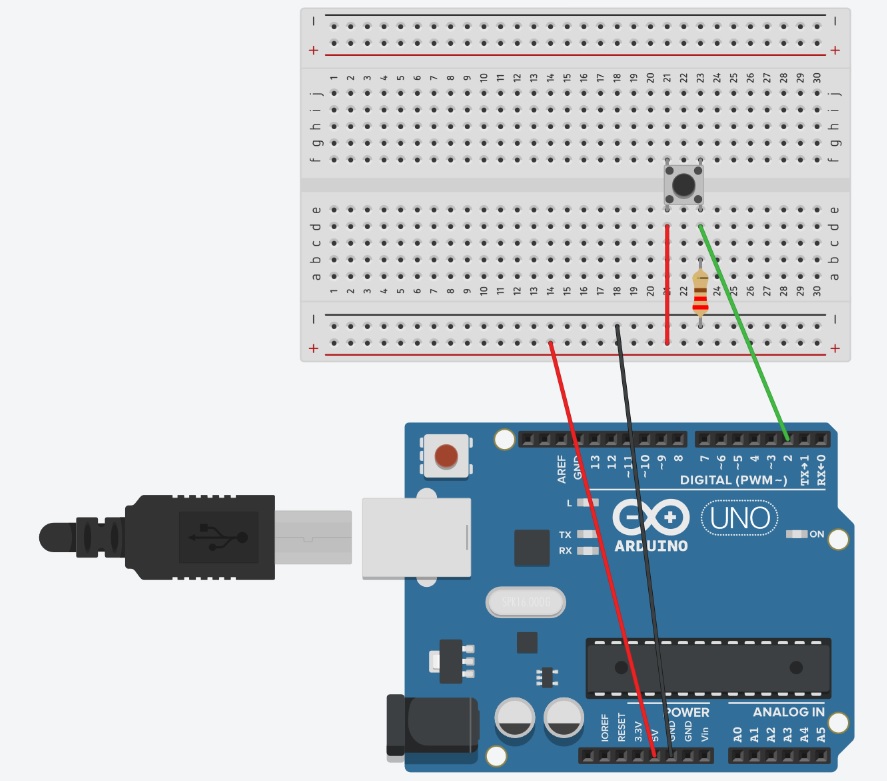 − −
+ +
1 2 3 4 5 6 7 8 9 10 11 12 13 14 15 16 17 18 19 20 21 22 23 24 25 26 27 28 29 30
j j
i i
h h
g g
f f
e e
d d
c c
b b
a a
1 2 3 4 5 6 7 8 9 10 11 12 13 14 15 16 17 18 19 20 21 22 23 24 25 26 27 28 29 30
− −
+ +
AREF GND 13 12 ~11 ~10 ~9 8 7 ~6 ~5 4 ~3 2 TX→1 RX←0
DIGITAL (PWM~)
L
TX
RX
ARDUINO
UNO
ON
POWER ANALOG IN
IOREF RESET 3.3V 5V GND GND Vin A0 A1 A2 A3 A4 A5